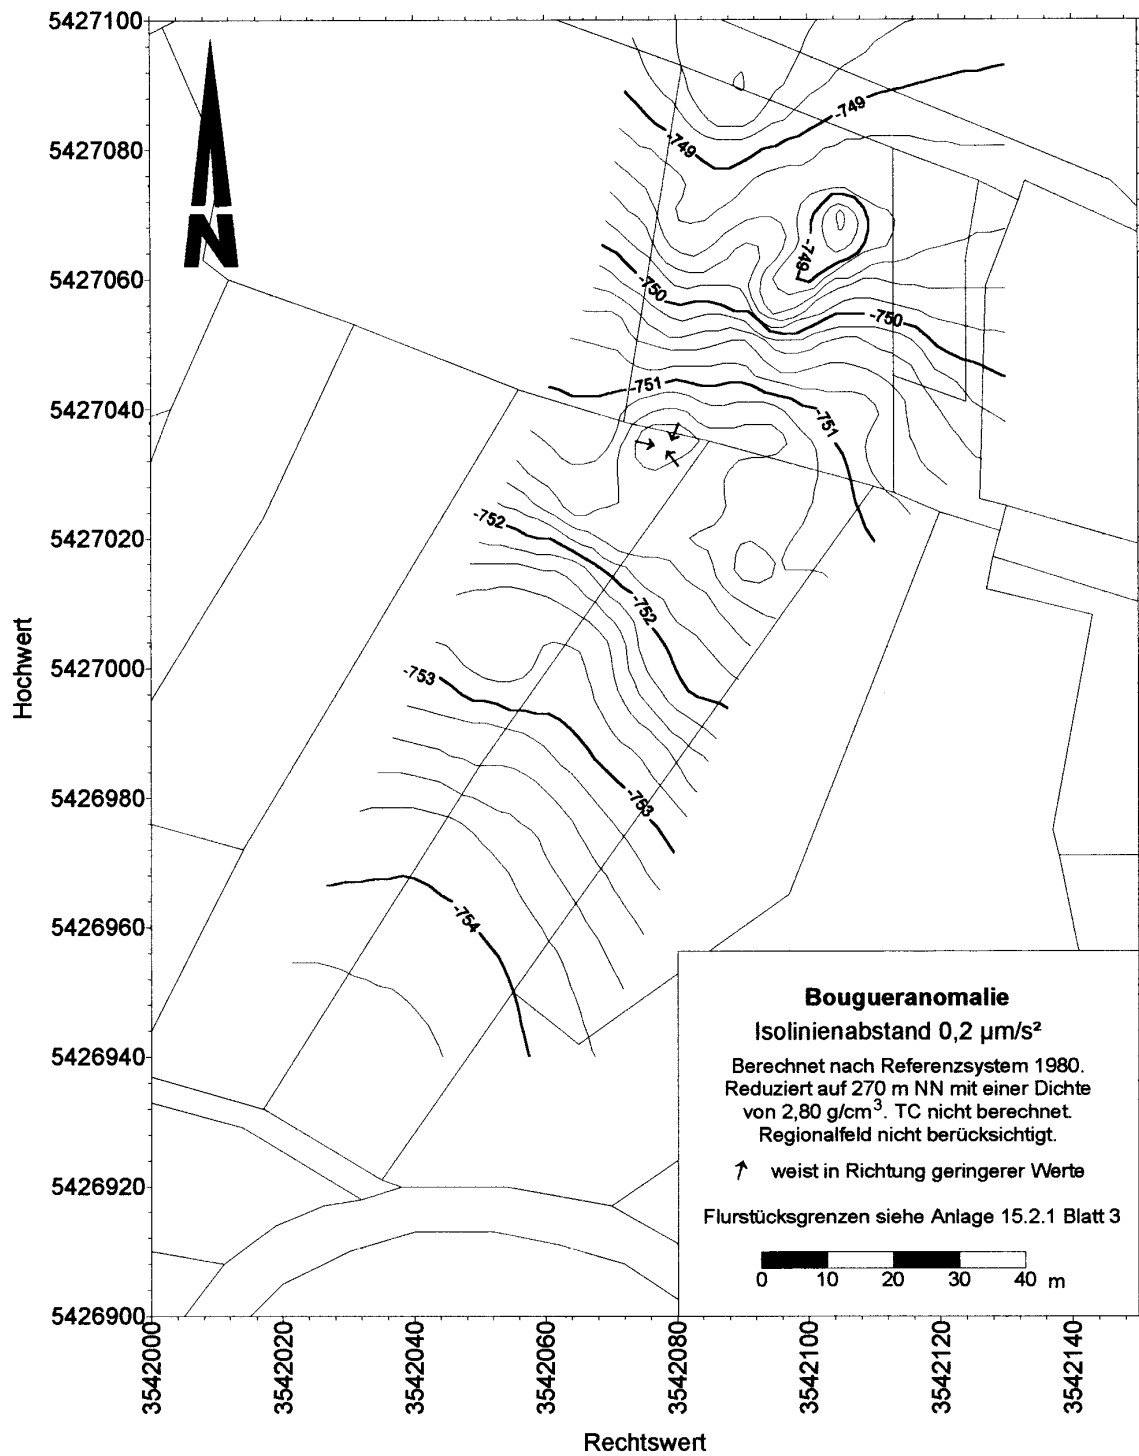 5427100
5427080
5427060
5427040
5427020
5427000
5426980
5426960
5426940
5426920
5426900
Hochwert
N
-749
-749
-749
-750
-750
-751
-751
-752
-752
-753
-753
-754
Bougueranomalie
Isolinienabstand 0,2 µm/s²
Berechnet nach Referenzsystem 1980.
Reduziert auf 270 m NN mit einer Dichte
von 2,80 g/cm³. TC nicht berechnet.
Regionalfeld nicht berücksichtigt.
weist in Richtung geringerer Werte
Flurstücksgrenzen siehe Anlage 15.2.1 Blatt 3
0 10 20 30 40 m
3542000
3542020
3542040
3542060
3542080
3542100
3542120
3542140
Rechtswert